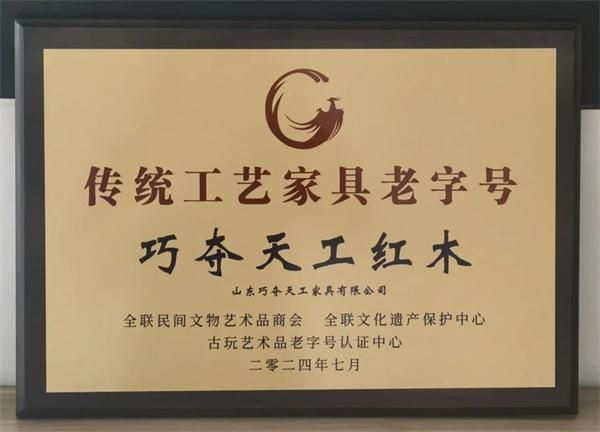 传统工艺家具老字号
巧夺天工红木
山东巧夺天工家具有限公司
全联民间文物艺术品商会 全联文化遗产保护中心
古玩艺术品老字号认证中心
二零二四年七月